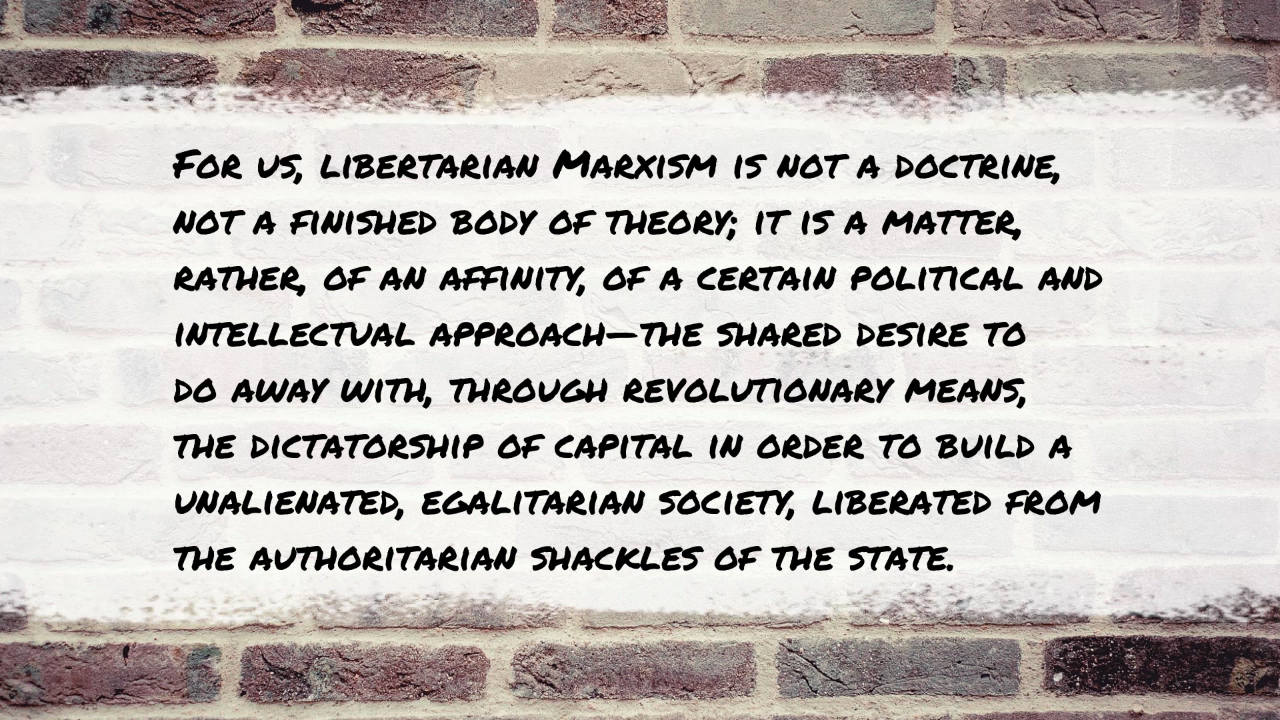 For us, libertarian Marxism is not a doctrine,
not a finished body of theory; it is a matter,
rather, of an affinity, of a certain political and
intellectual approach—the shared desire to
do away with, through revolutionary means,
the dictatorship of capital in order to build a
unalienated, egalitarian society, liberated from
the authoritarian shackles of the state.